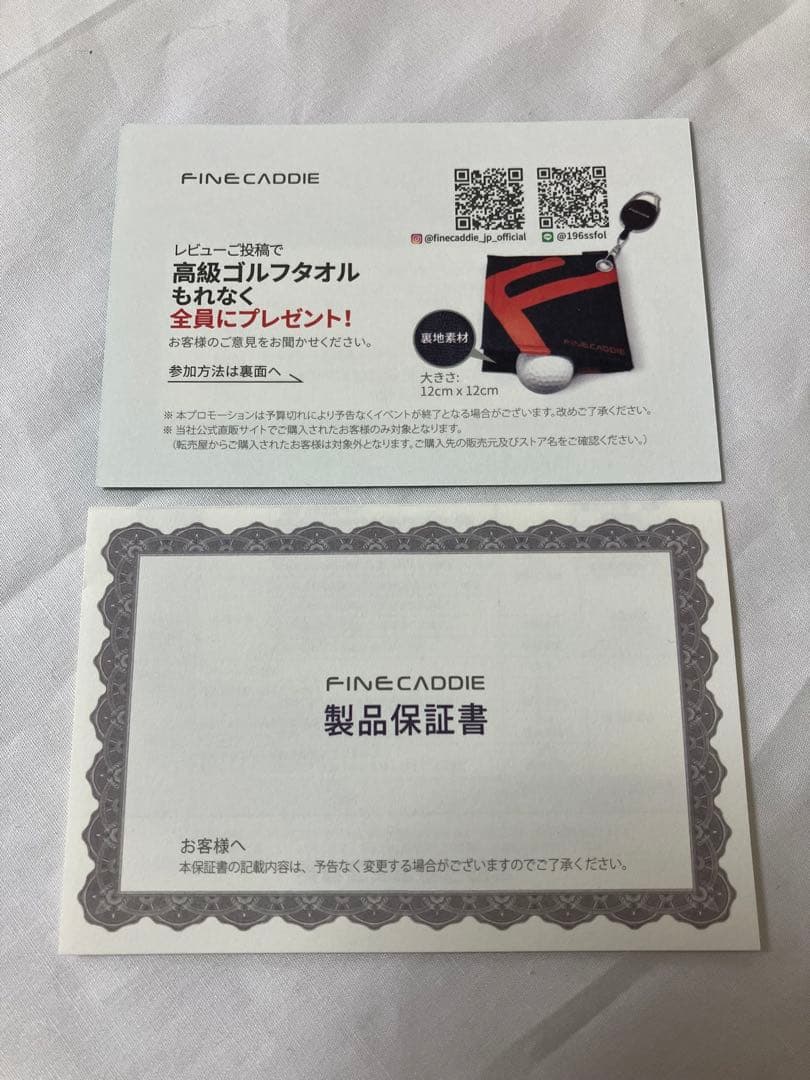 FINECADDIE
@finecaddie_jp_official
@196ssfol
レビューご投稿で
高級ゴルフタオル
もれなく
全員にプレゼント!
お客様のご意見をお聞かせください。
参加方法は裏面へ
裏地素材
FINECADDIE
大きさ:
12cm x 12cm
※ 本プロモーションは予算切れにより予告なくイベントが終了となる場合がございます。改めご了承ください。
※ 当社公式直販サイトでご購入されたお客様のみ対象となります。
(転売屋からご購入されたお客様は対象外となります。ご購入先の販売元及びストア名をご確認ください。)
FINECADDIE
製品保証書
お客様へ
本保証書の記載内容は、予告なく変更する場合がございますのでご了承ください。